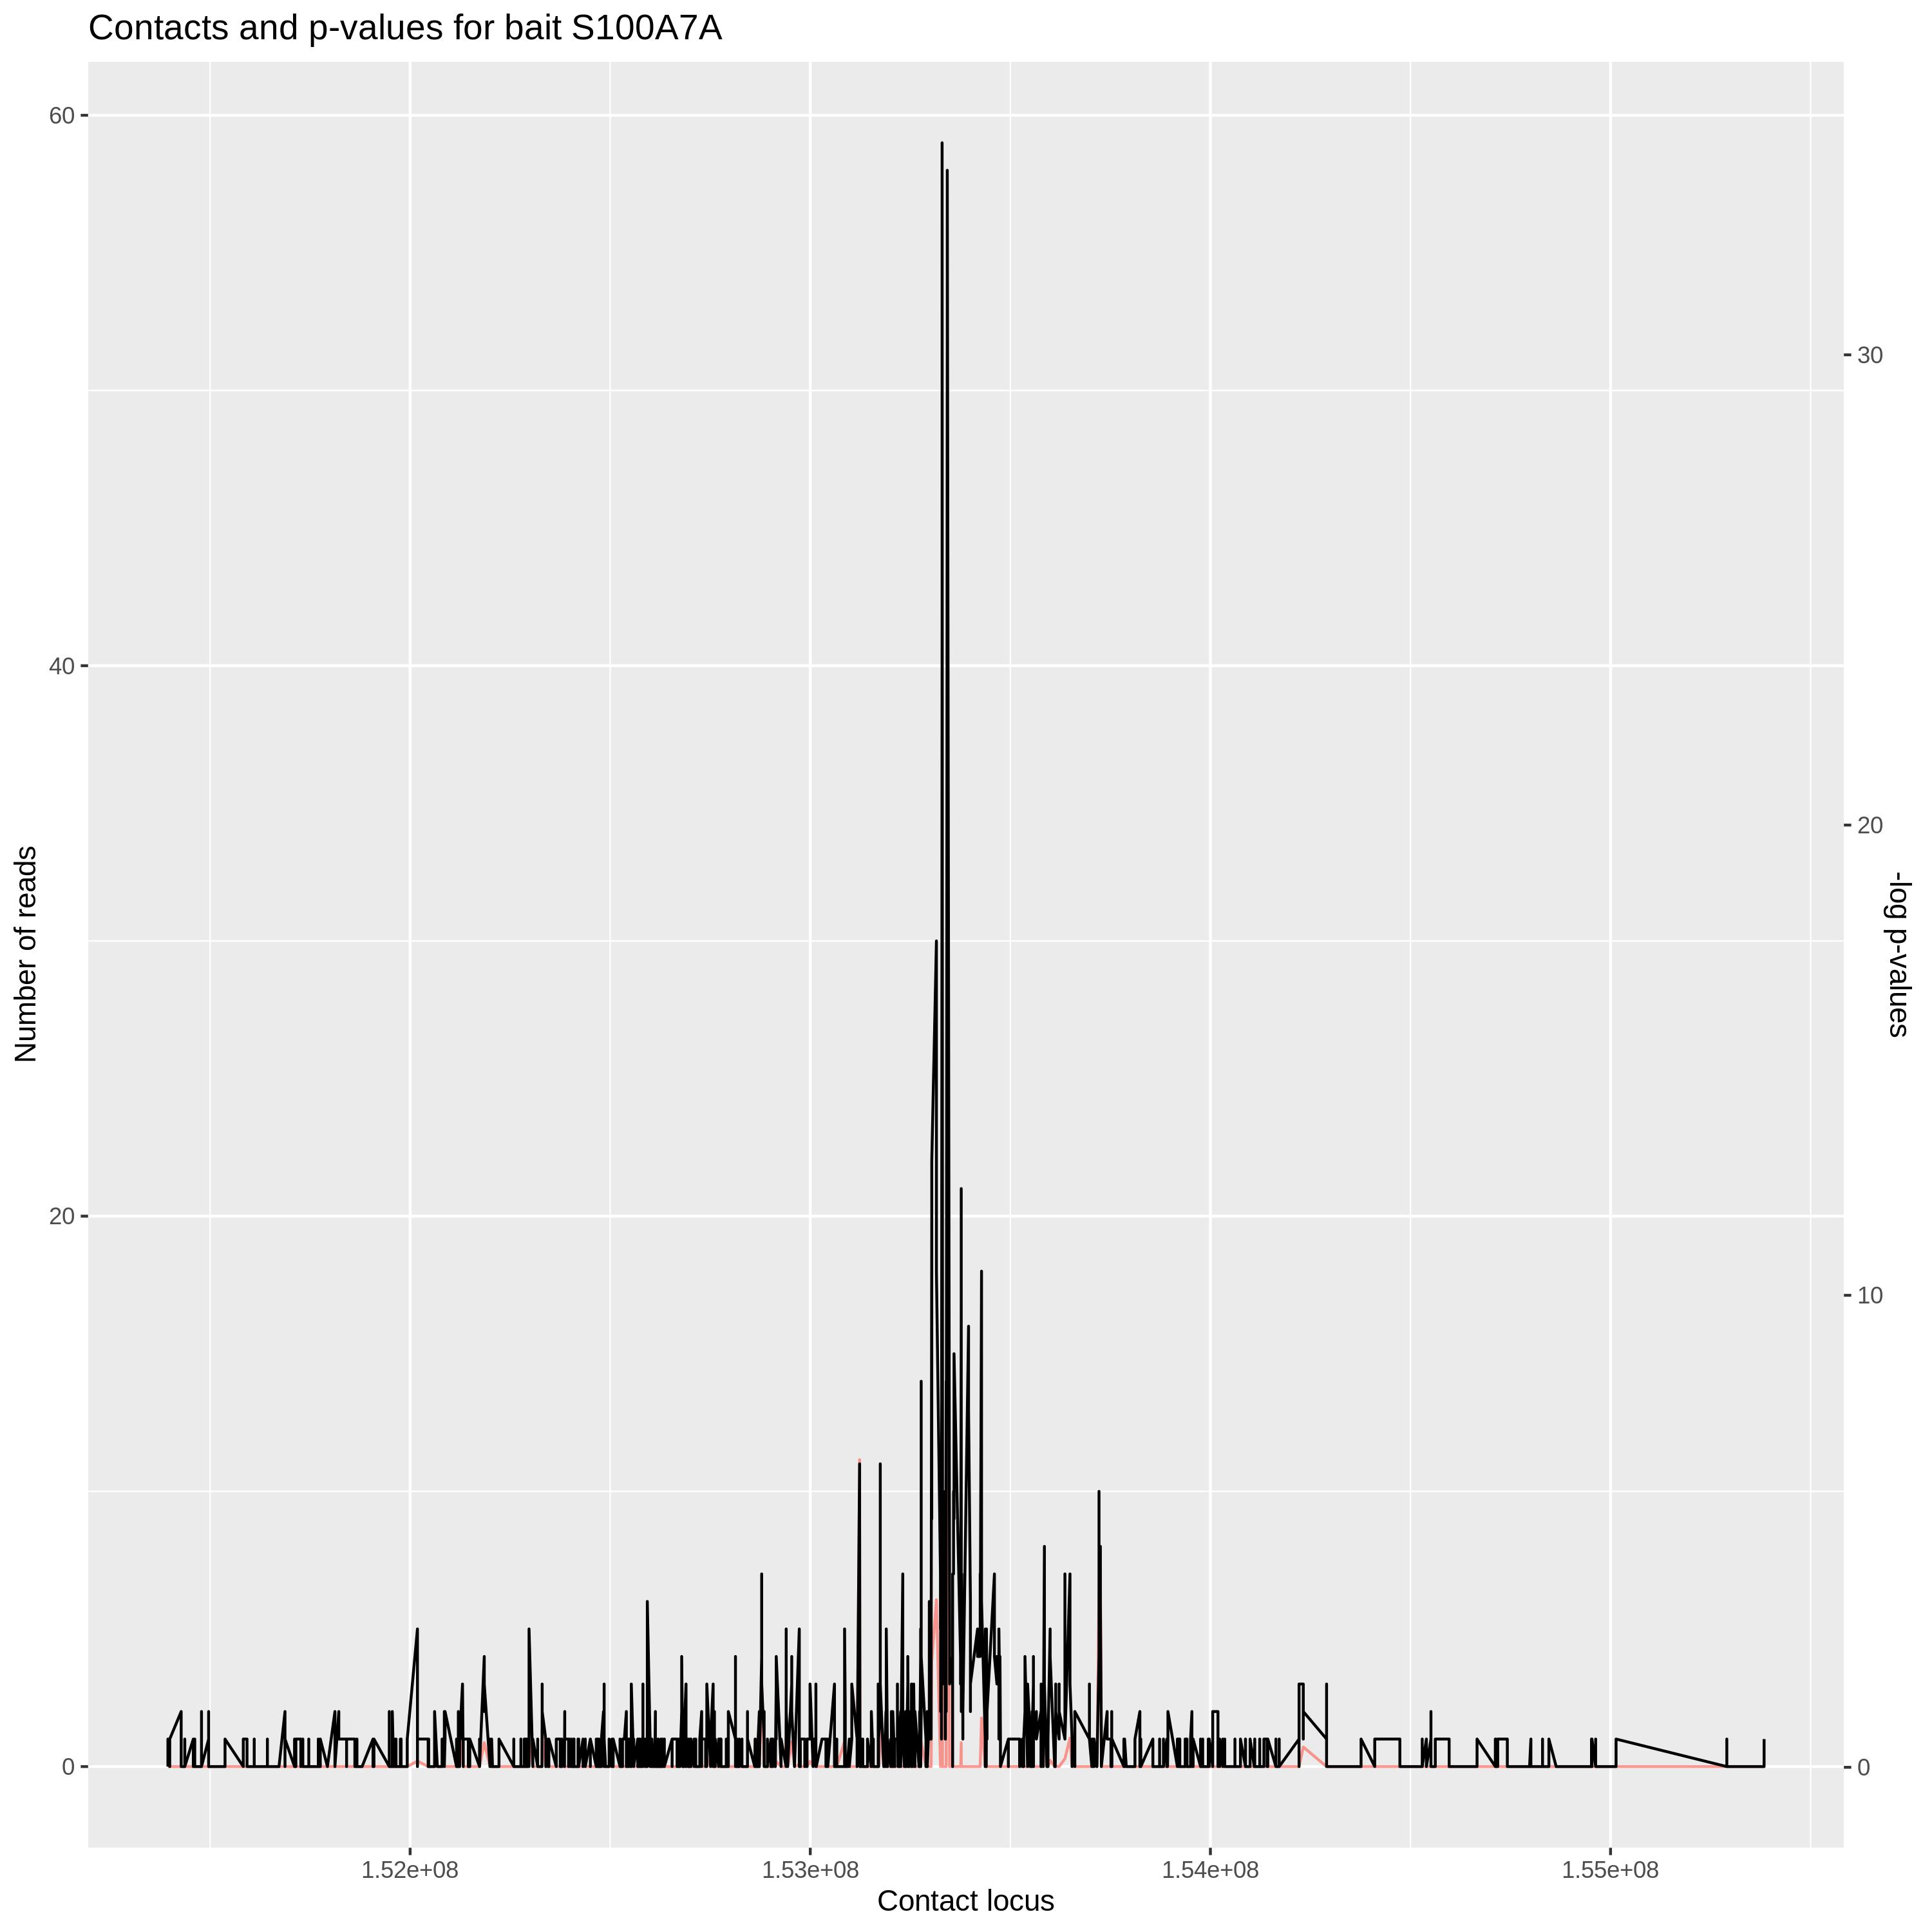 Contacts and p-values for bait S100A7A
60
40
20
0
Number of reads
30
20
10
0
-log p-values
1.52e+08 1.53e+08 1.54e+08 1.55e+08
Contact locus